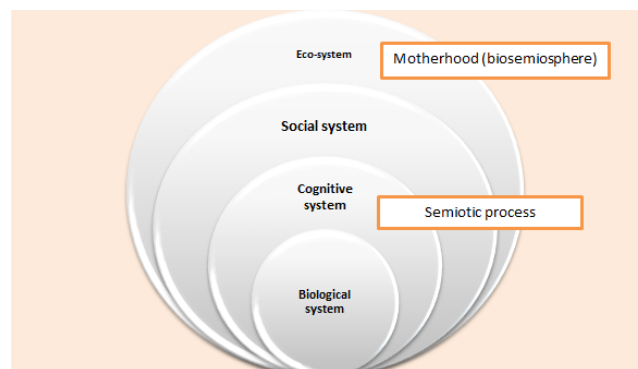 Eco-system
Motherhood (biosemiosphere)
Social system
Cognitive
system
Semiotic process
Biological
system